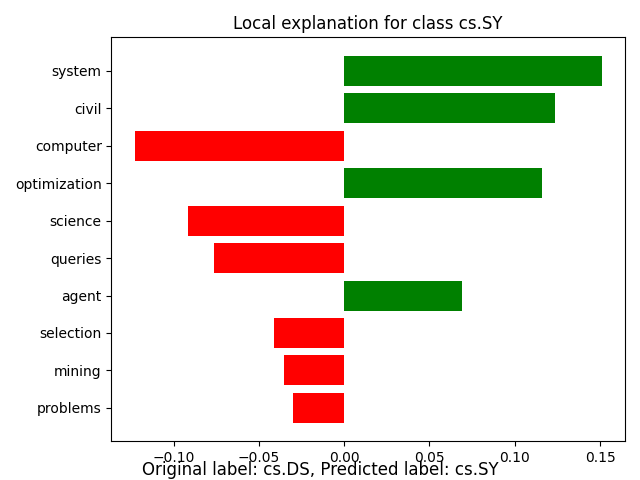 Local explanation for class cs.SY
system
civil
computer
optimization
science
queries
agent
selection
mining
problems
−0.10 −0.05 0.00 0.05 0.10 0.15
Original label: cs.DS, Predicted label: cs.SY